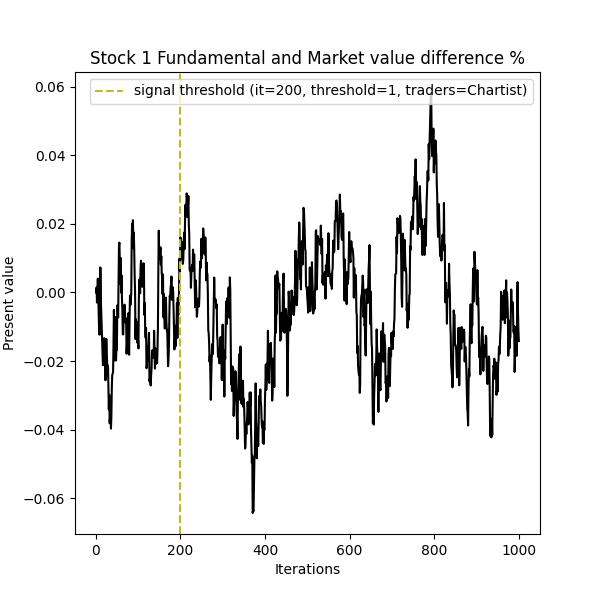 Stock 1 Fundamental and Market value difference %
signal threshold (it=200, threshold=1, traders=Chartist)
0.06
0.04
0.02
0.00
−0.02
−0.04
−0.06
Present value
0 200 400 600 800 1000
Iterations